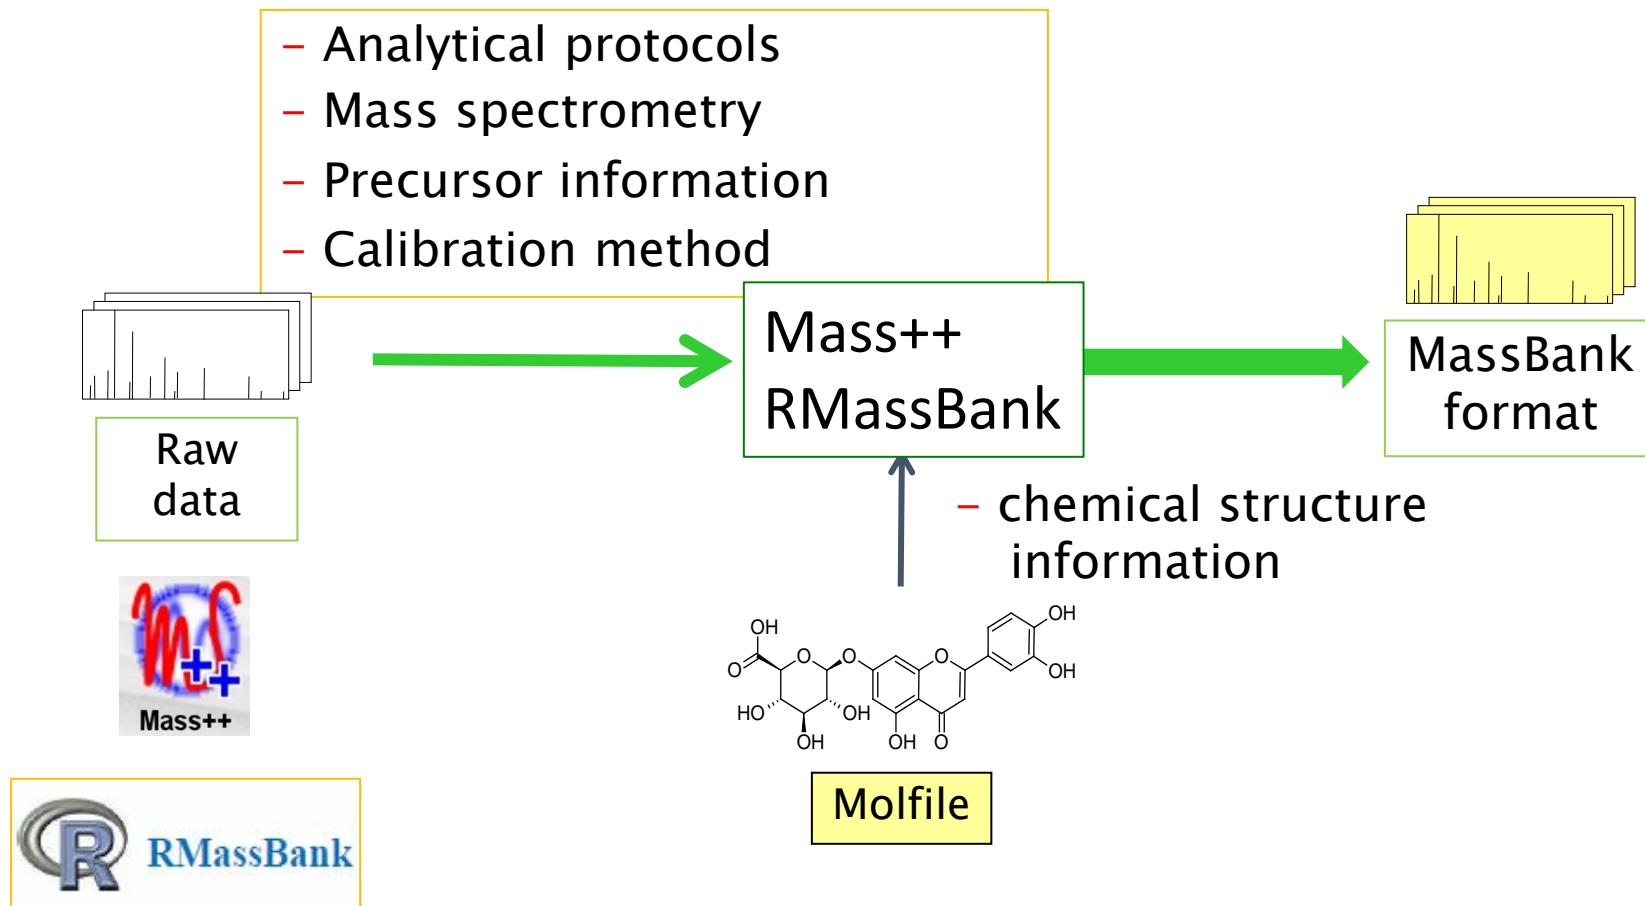 – Analytical protocols
– Mass spectrometry
– Precursor information
– Calibration method
Mass++
RMassBank
MassBank
format
Raw
data
– chemical structure
information
OH
O
O
O
HO
OH
OH
O
OH
O
OH
OH
Molfile
m
++
Mass++
R
RMassBank